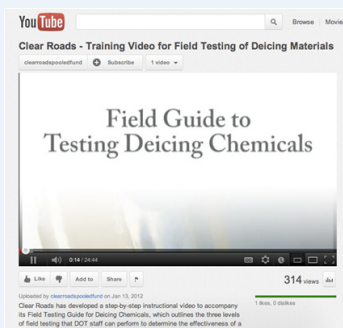 YouTube Browse Movie
Clear Roads - Training Video for Field Testing of Deicing Materials
clearroadspooledfund Subscribe 1 video
Field Guide to
Testing Deicing Chemicals
0:14 / 24:44
Like Add to Share 314 views
Uploaded by clearroadspooledfund on Jan 13, 2012
1 likes, 0 dislikes
Clear Roads has developed a step-by-step instructional video to accompany
its Field Testing Guide for Deicing Chemicals, which outlines the three levels
of field testing that DOT staff can perform to determine the effectiveness of a